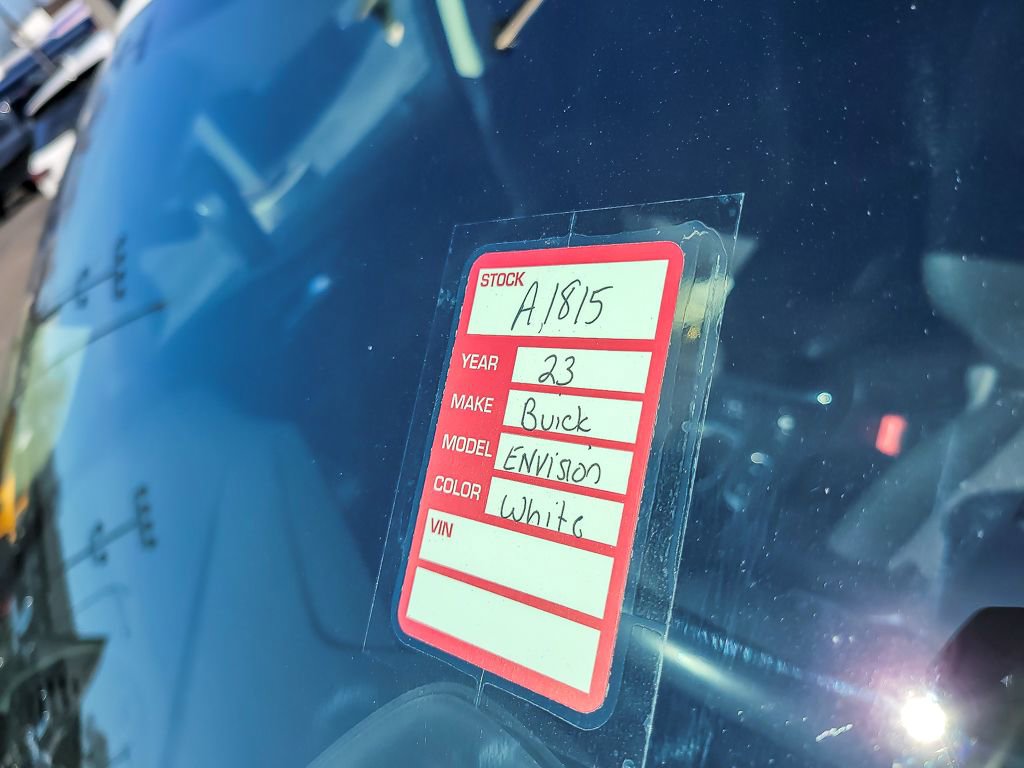 STOCK
A1815
YEAR 23
MAKE Buick
MODEL ENVision
COLOR White
VIN